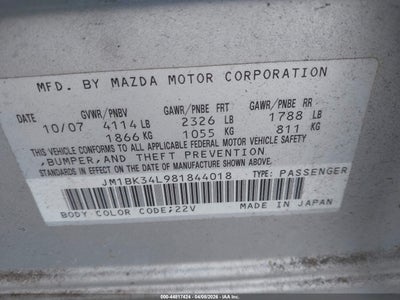 MFD. BY MAZDA MOTOR CORPORATION
DATE GVWR/PNBV GAWR/PNBE FRT GAWR/PNBE RR
10/07 4114 LB 2326 LB 1788 LB
1866 KG 1055 KG 811 KG
THIS VEHICLE CONFORMS TO ALL APPLICABLE FEDERAL MOTOR VEHICLE SAFETY
,BUMPER, AND THEFT PREVENTION
STANDARDS IN EFFECT ON THE DATE OF MANUFACTURE SHOWN ABOVE.
JM1BK34L981844018 TYPE: PASSENGER
BODY COLOR CODE;22V MADE IN JAPAN
000-44817424 - 04/08/2026 - IAAI